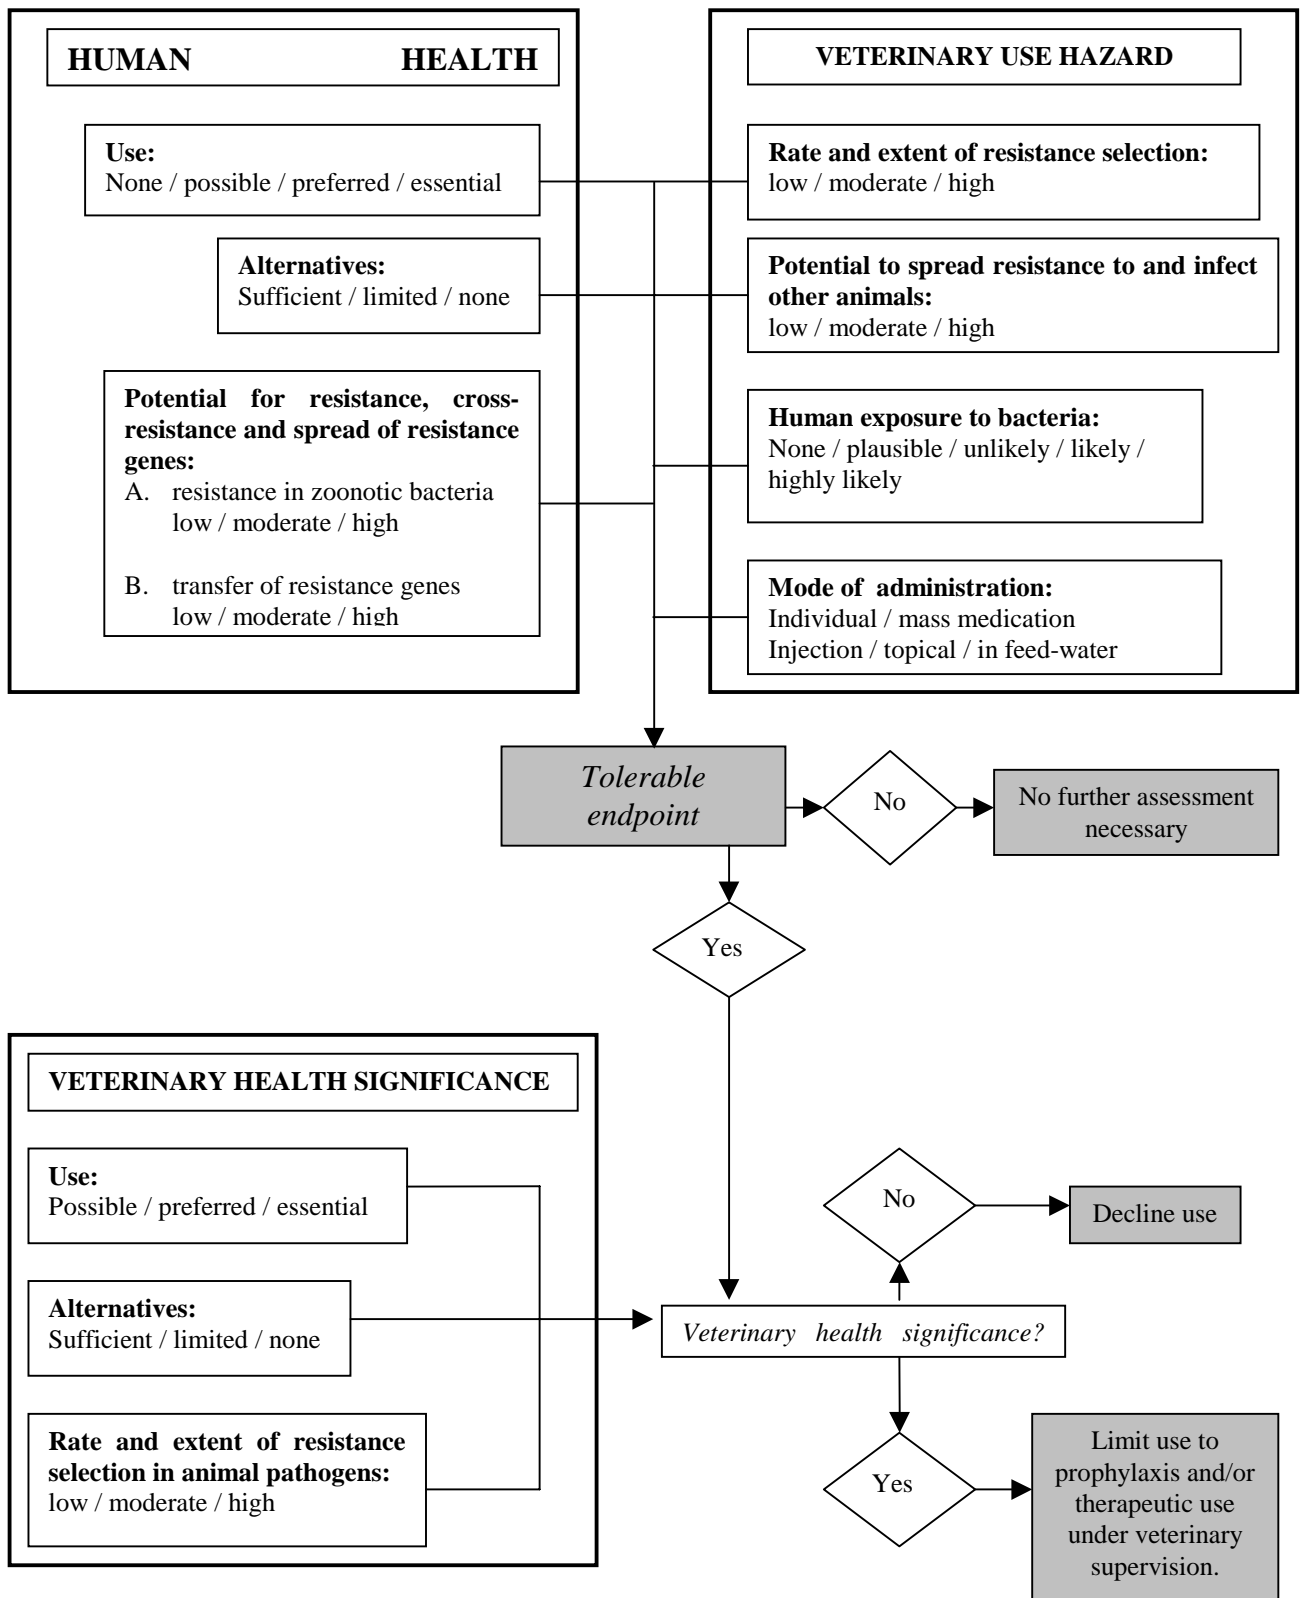 HUMAN HEALTH
Use:
None / possible / preferred / essential
Alternatives:
Sufficient / limited / none
Potential for resistance, cross-
resistance and spread of resistance
genes:
A. resistance in zoonotic bacteria
low / moderate / high
B. transfer of resistance genes
low / moderate / high
VETERINARY USE HAZARD
Rate and extent of resistance selection:
low / moderate / high
Potential to spread resistance to and infect
other animals:
low / moderate / high
Human exposure to bacteria:
None / plausible / unlikely / likely /
highly likely
Mode of administration:
Individual / mass medication
Injection / topical / in feed-water
Tolerable
endpoint
No
No further assessment
necessary
Yes
VETERINARY HEALTH SIGNIFICANCE
Use:
Possible / preferred / essential
Alternatives:
Sufficient / limited / none
Rate and extent of resistance
selection in animal pathogens:
low / moderate / high
Veterinary health significance?
No
Decline use
Yes
Limit use to
prophylaxis and/or
therapeutic use
under veterinary
supervision.